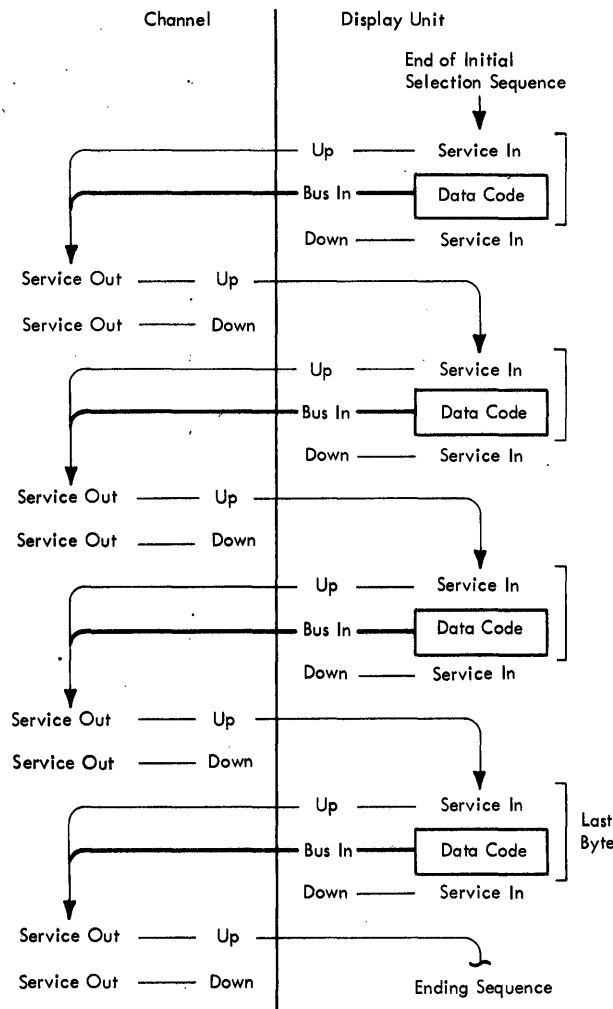 Channel Display Unit
End of Initial
Selection Sequence
Up Service In
Bus In Data Code
Down Service In
Service Out Up
Service Out Down
Up Service In
Bus In Data Code
Down Service In
Service Out Up
Service Out Down
Up Service In
Bus In Data Code
Down Service In
Service Out Up
Service Out Down
Up Service In
Last
Bus In Data Code
Byte
Down Service In
Service Out Up
Service Out Down
Ending Sequence